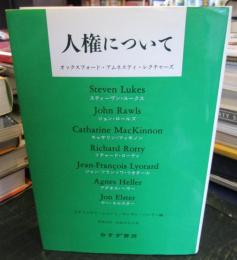 人権について
オックスフォード・アムネスティ・レクチャーズ
Steven Lukes
スティーヴン・ルークス
John Rawls
ジョン・ロールズ
Catharine MacKinnon
キャサリン・マッキノン
Richard Rorty
リチャード・ローティ
Jean-François Lyotard
ジャン・フランソワ・リオタール
Agnes Heller
アグネス・ヘラー
Jon Elster
ヤン・エルスター
みすず書房